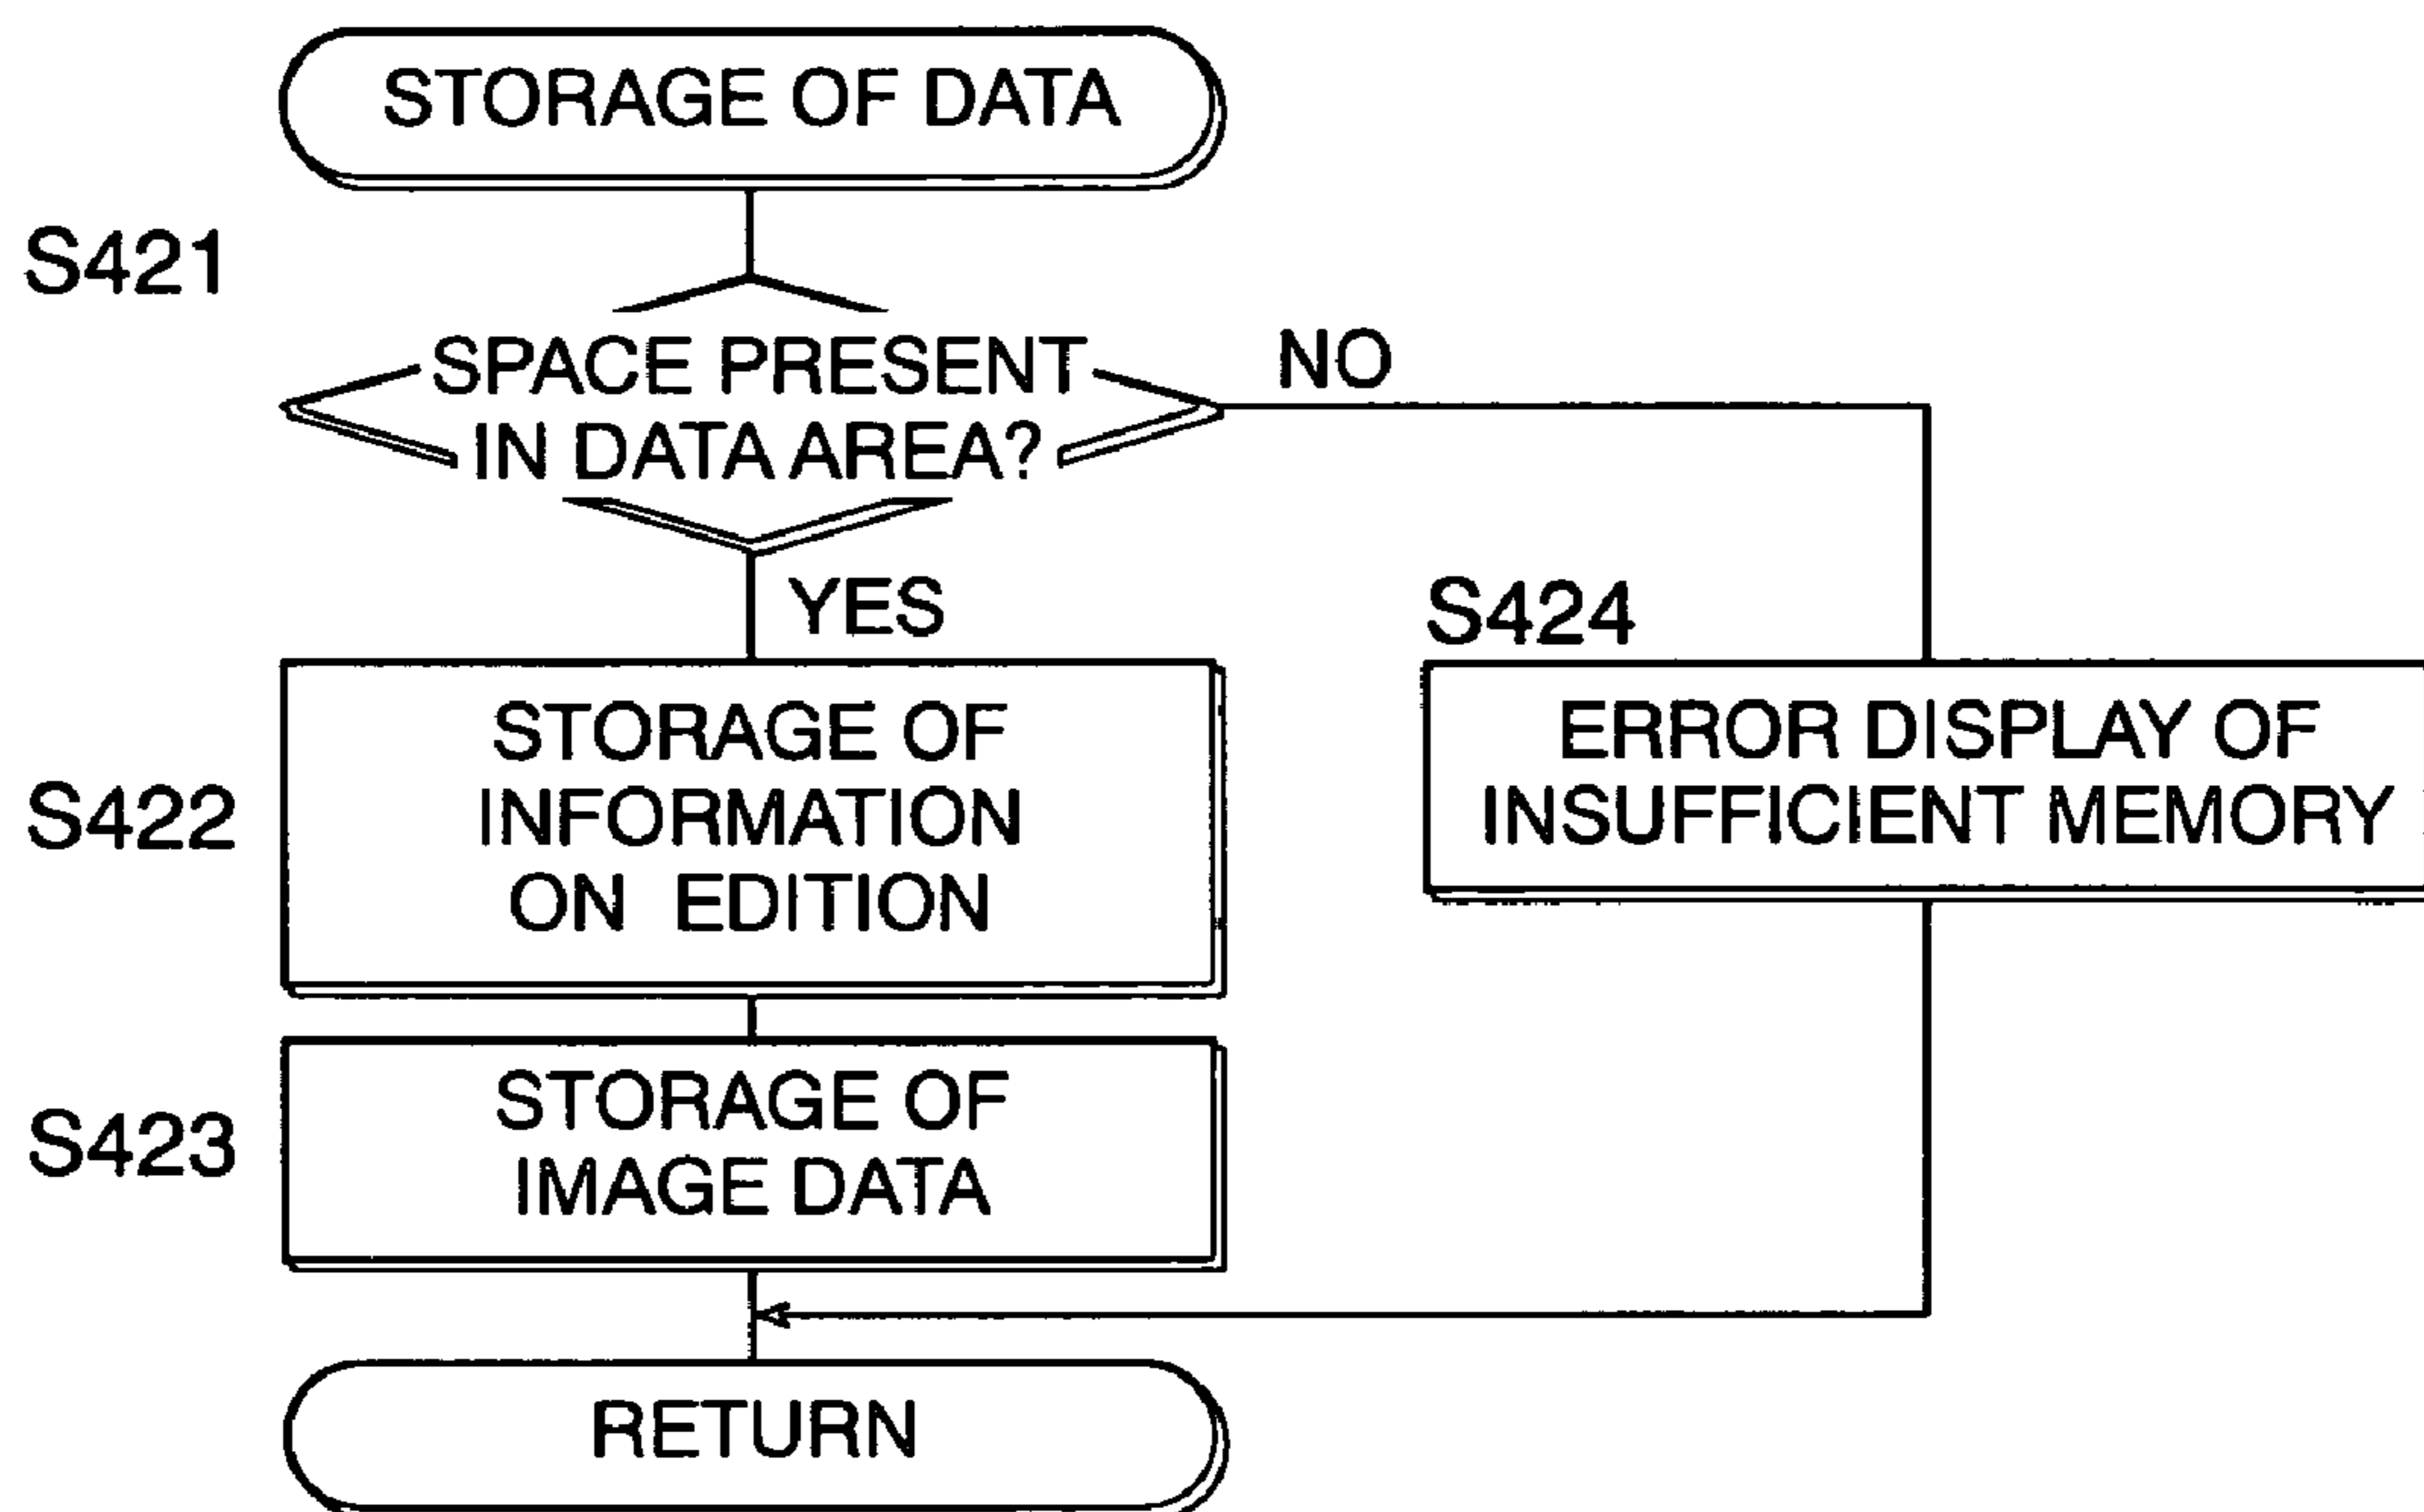 STORAGE OF DATA
S421
SPACE PRESENT
IN DATA AREA?
NO
YES
S422
STORAGE OF
INFORMATION
ON EDITION
S424
ERROR DISPLAY OF
INSUFFICIENT MEMORY
S423
STORAGE OF
IMAGE DATA
RETURN